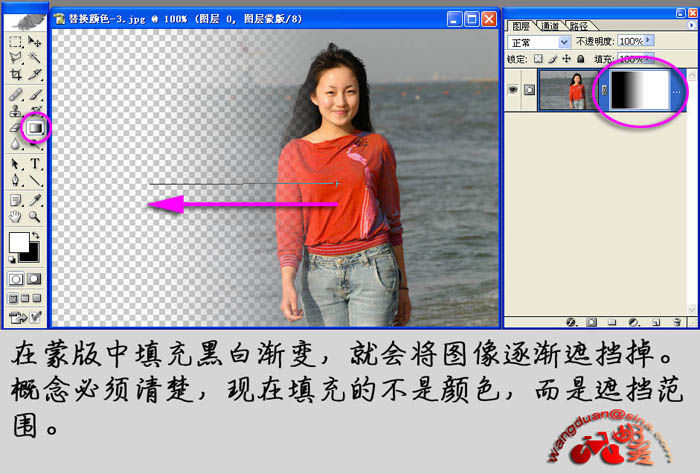 替换颜色-3.jpg @ 100% (图层 0, 图层蒙版/8)
图层 通道 路径
正常 不透明度: 100%
锁定: 填充: 100%
T
在蒙版中填充黑白渐变，就会将图像逐渐遮挡掉。
概念必须清楚，现在填充的不是颜色，而是遮挡范
围。
wangduan@sina.com